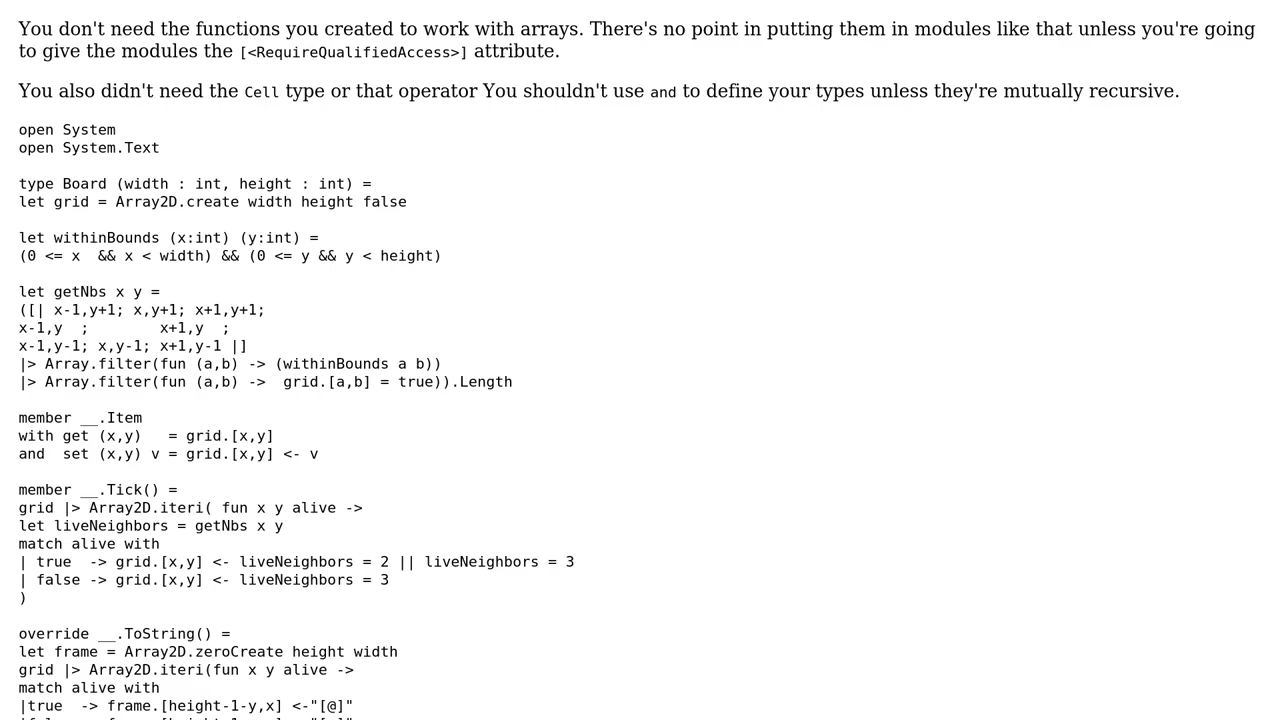 You don't need the functions you created to work with arrays. There's no point in putting them in modules like that unless you're going
to give the modules the [<RequireQualifiedAccess>] attribute.
You also didn't need the Cell type or that operator You shouldn't use and to define your types unless they're mutually recursive.
open System
open System.Text
type Board (width : int, height : int) =
let grid = Array2D.create width height false
let withinBounds (x:int) (y:int) =
(0 <= x  && x < width) && (0 <= y && y < height)
let getNbs x y =
([| x-1,y+1; x,y+1; x+1,y+1;
x-1,y  ;        x+1,y  ;
x-1,y-1; x,y-1; x+1,y-1 |]
|> Array.filter(fun (a,b) -> (withinBounds a b))
|> Array.filter(fun (a,b) ->  grid.[a,b] = true)).Length
member __.Item
with get (x,y)   = grid.[x,y]
and  set (x,y) v = grid.[x,y] <- v
member __.Tick() =
grid |> Array2D.iteri( fun x y alive ->
let liveNeighbors = getNbs x y
match alive with
| true  -> grid.[x,y] <- liveNeighbors = 2 || liveNeighbors = 3
| false -> grid.[x,y] <- liveNeighbors = 3
)
override __.ToString() =
let frame = Array2D.zeroCreate height width
grid |> Array2D.iteri(fun x y alive ->
match alive with
|true  -> frame.[height-1-y,x] <-"[@]"